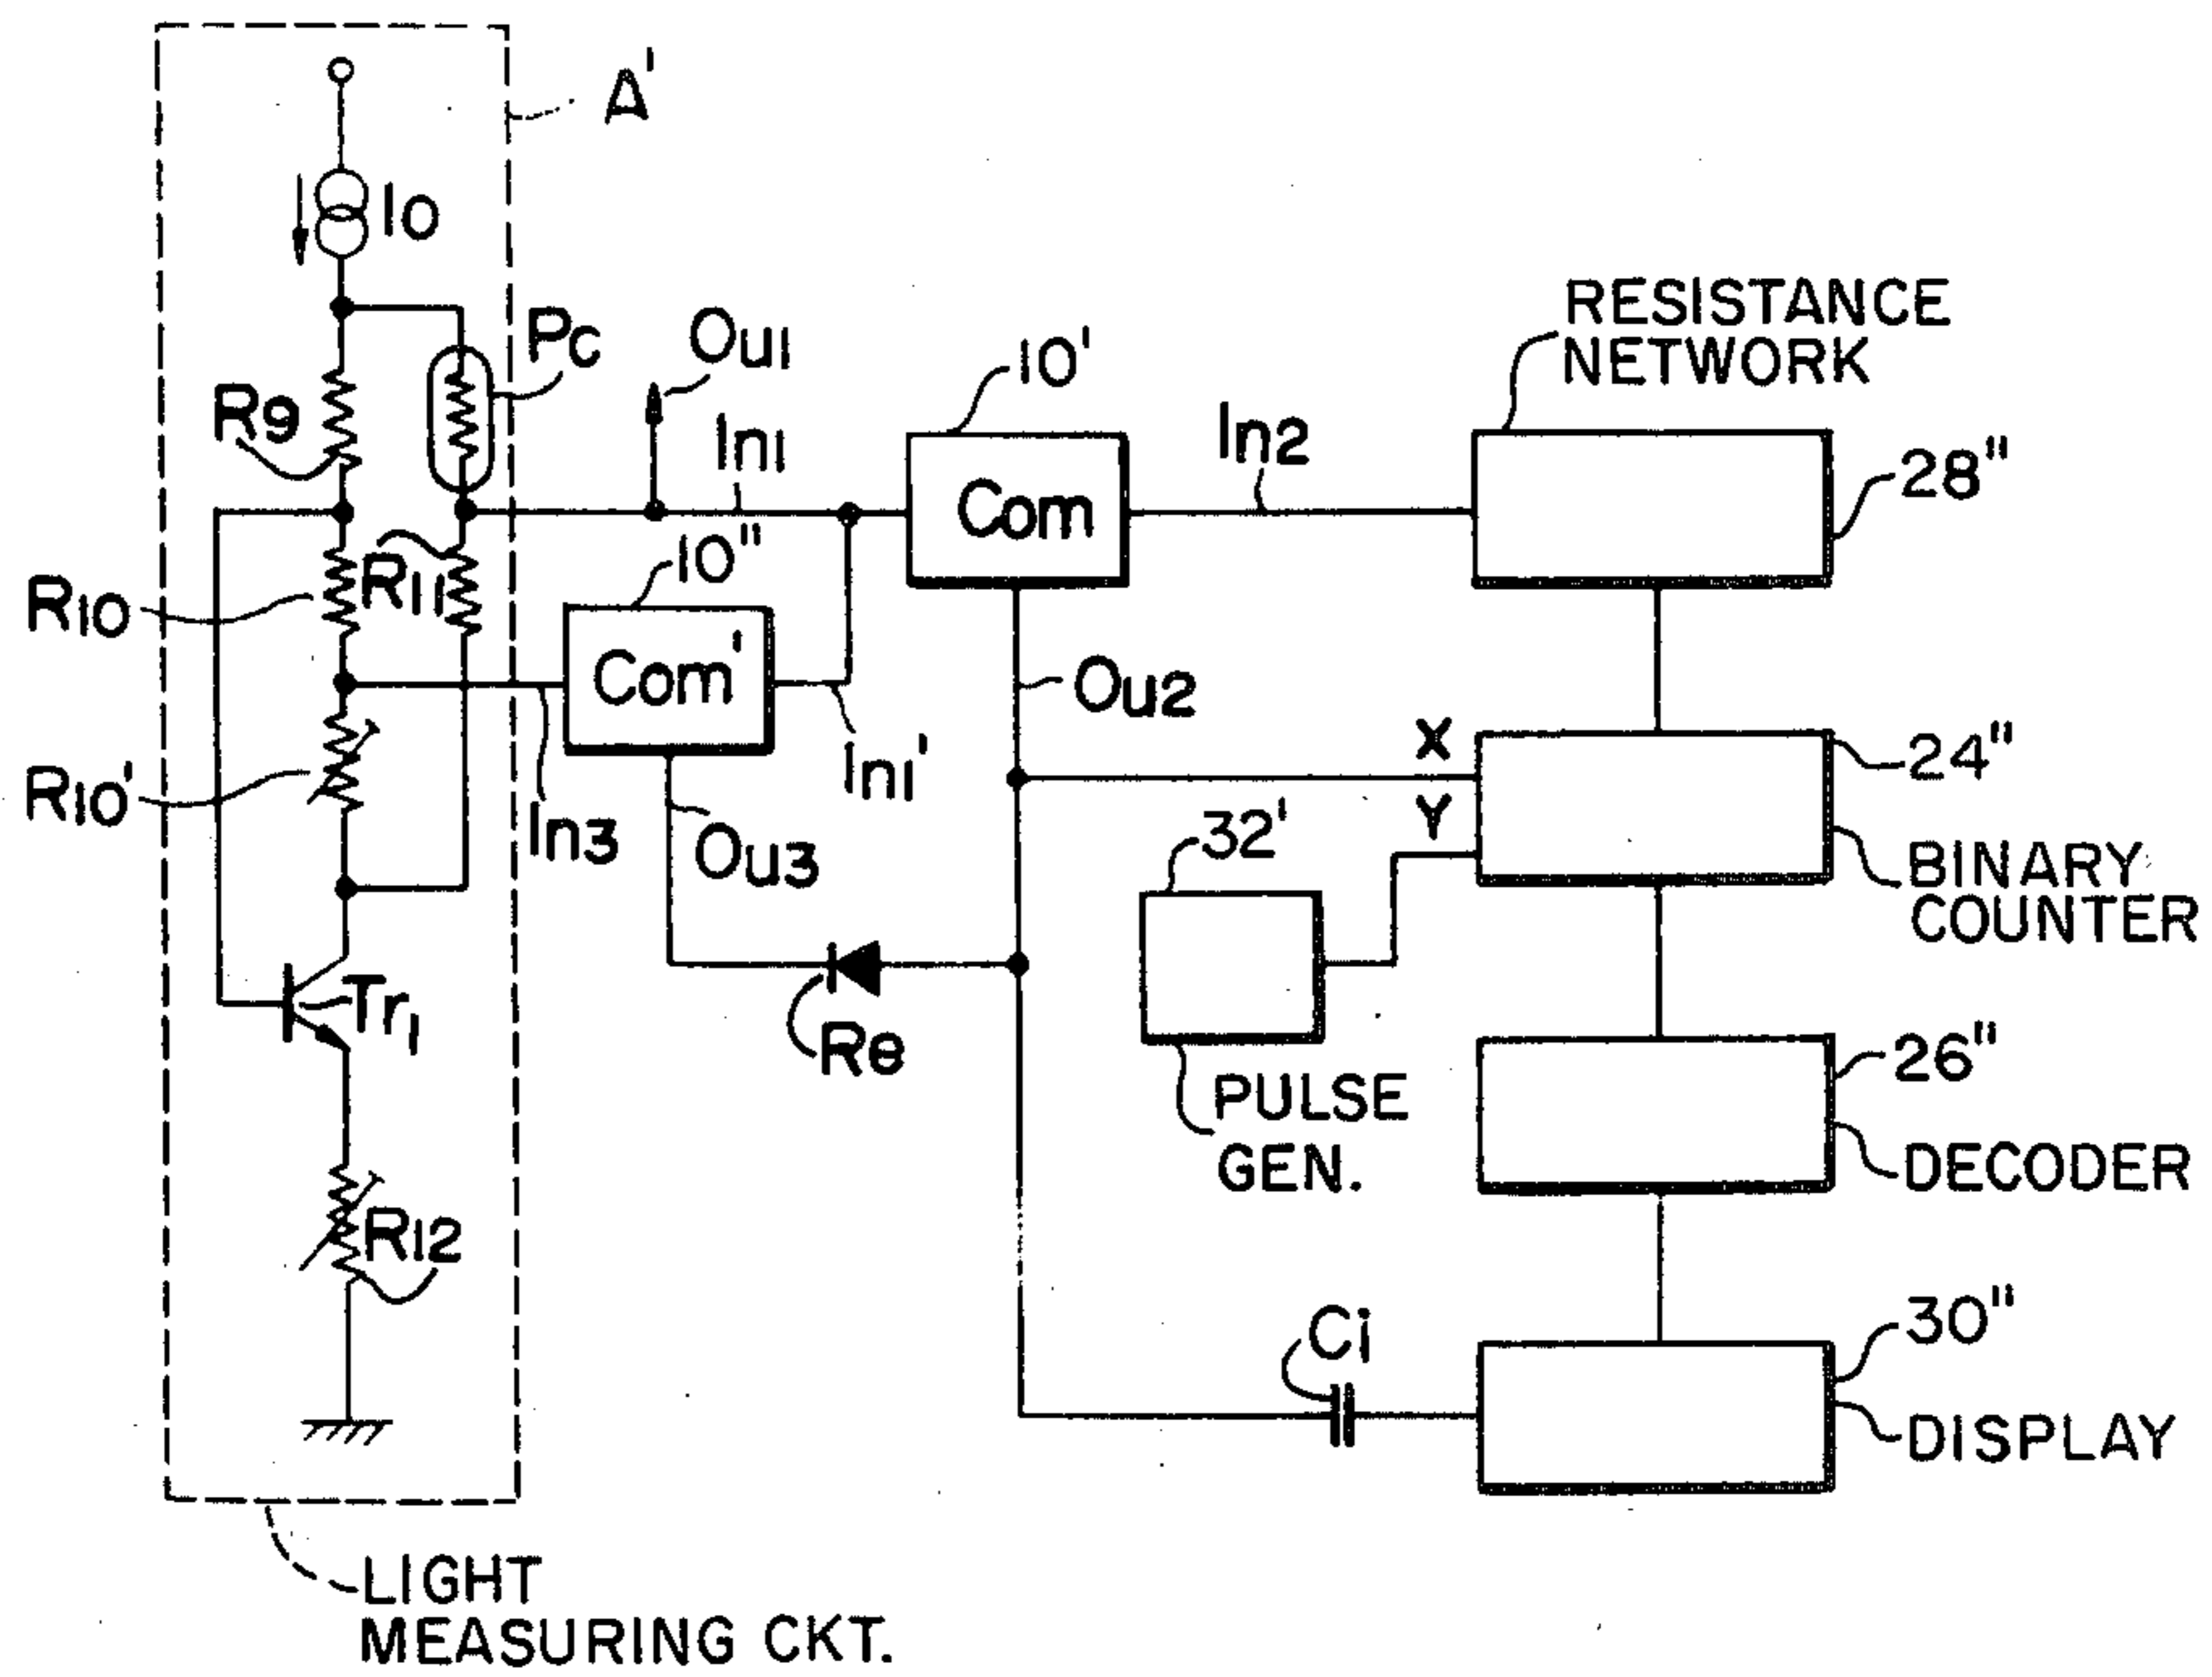 A'
Io
Pc
Ou1
10'
RESISTANCE
NETWORK
R9
In1
In2
28"
Com
10"
R10
R11
Com'
Ou2
24"
X
R10'
In1'
Y
In3
Ou3
32'
BINARY
COUNTER
Tr1
Re
26"
PULSE
GEN.
DECODER
R12
Ci
30"
DISPLAY
LIGHT
MEASURING CKT.